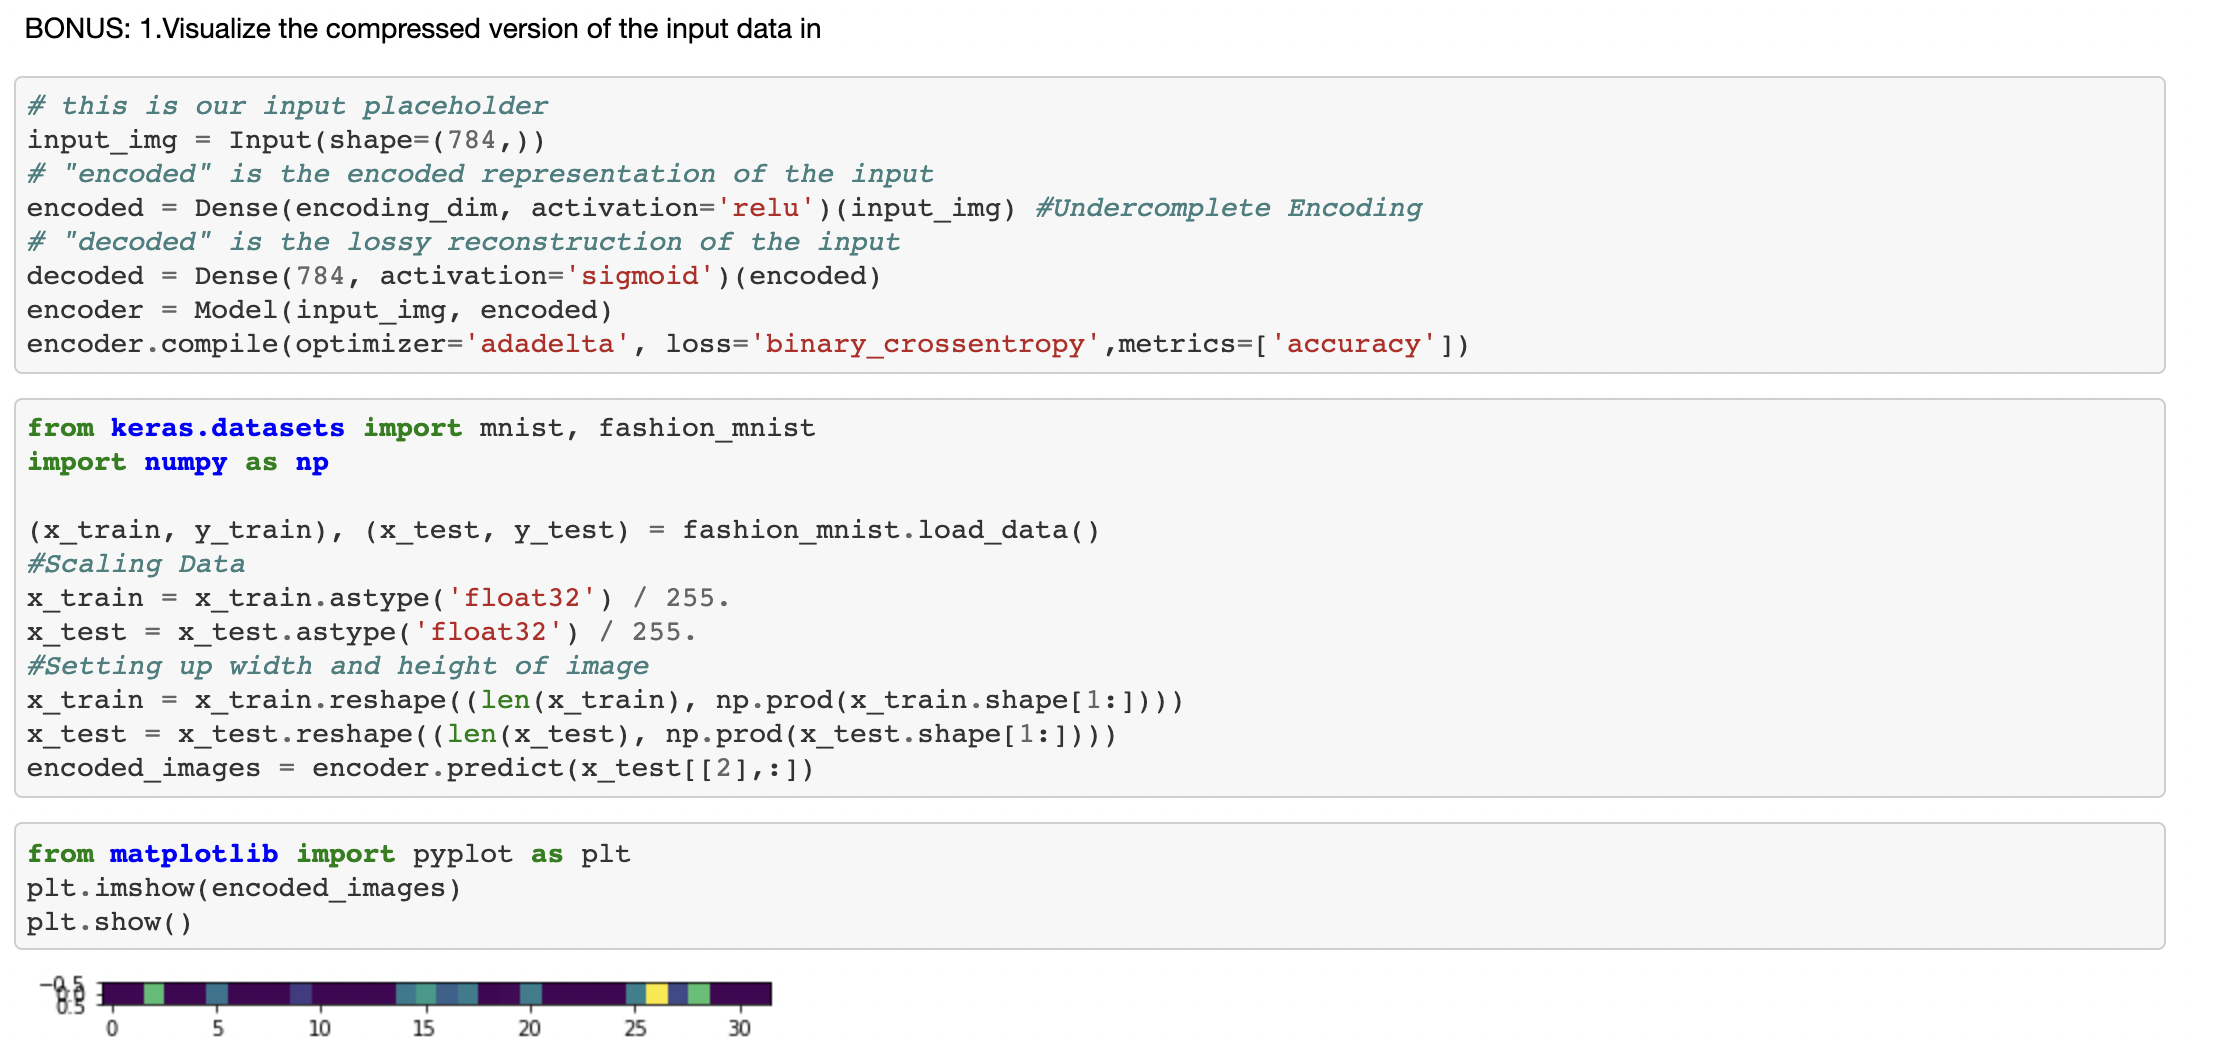 BONUS: 1.Visualize the compressed version of the input data in
# this is our input placeholder
input_img = Input(shape=(784,))
# "encoded" is the encoded representation of the input
encoded = Dense(encoding_dim, activation='relu')(input_img) #Undercomplete Encoding
# "decoded" is the lossy reconstruction of the input
decoded = Dense(784, activation='sigmoid')(encoded)
encoder = Model(input_img, encoded)
encoder.compile(optimizer='adadelta', loss='binary_crossentropy',metrics=['accuracy'])
from keras.datasets import mnist, fashion_mnist
import numpy as np
(x_train, y_train), (x_test, y_test) = fashion_mnist.load_data()
#Scaling Data
x_train = x_train.astype('float32') / 255.
x_test = x_test.astype('float32') / 255.
#Setting up width and height of image
x_train = x_train.reshape((len(x_train), np.prod(x_train.shape[1:])))
x_test = x_test.reshape((len(x_test), np.prod(x_test.shape[1:])))
encoded_images = encoder.predict(x_test[[2],:])
from matplotlib import pyplot as plt
plt.imshow(encoded_images)
plt.show()
−0.5
0.0
0.5
0 5 10 15 20 25 30